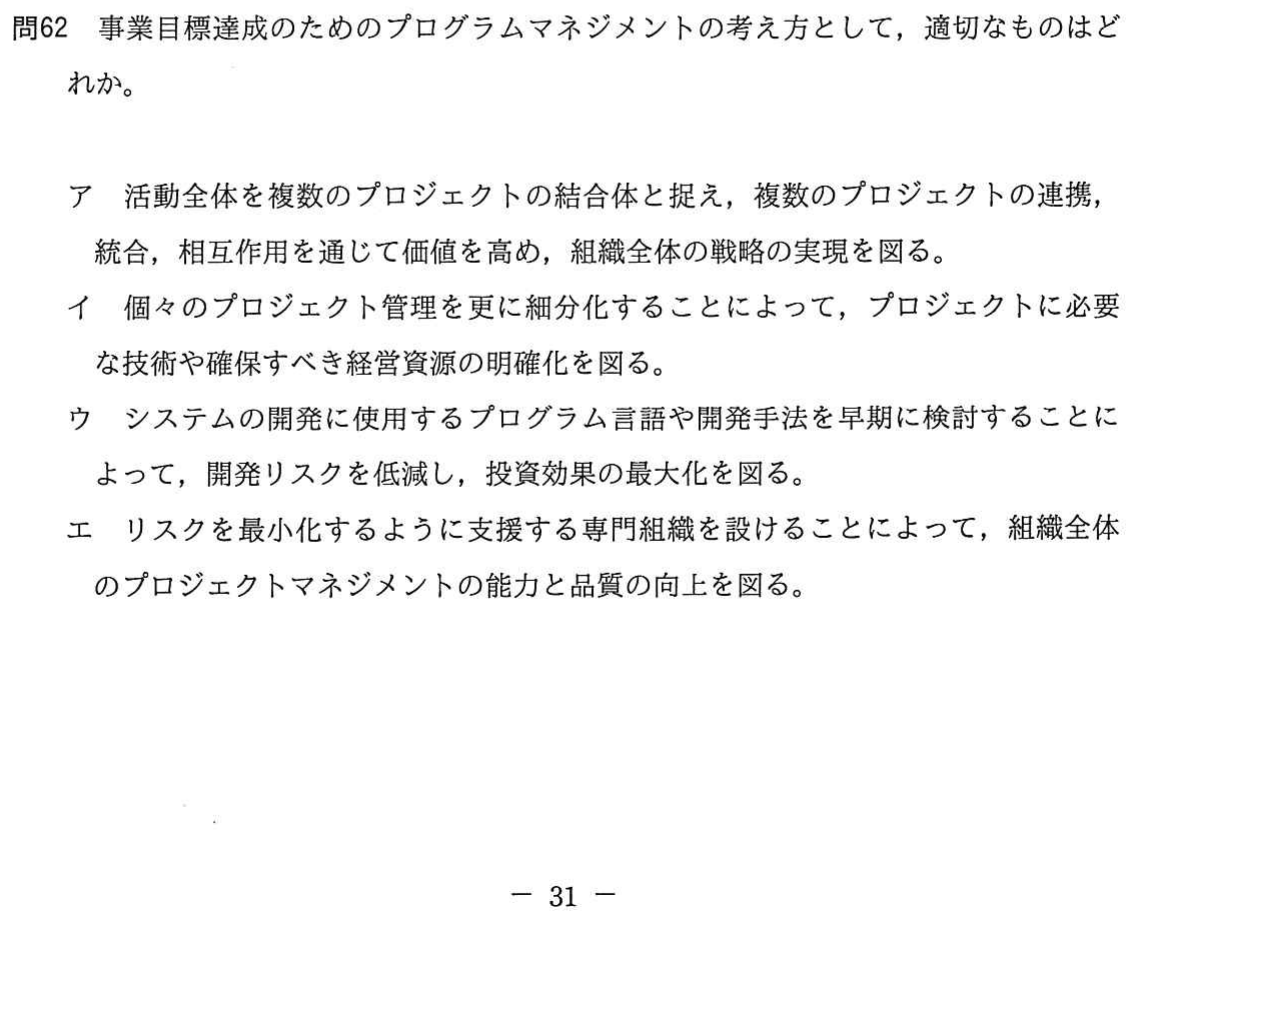 問62　事業目標達成のためのプログラムマネジメントの考え方として，適切なものはど
れか。
ア　活動全体を複数のプロジェクトの結合体と捉え，複数のプロジェクトの連携，
統合，相互作用を通じて価値を高め，組織全体の戦略の実現を図る。
イ　個々のプロジェクト管理を更に細分化することによって，プロジェクトに必要
な技術や確保すべき経営資源の明確化を図る。
ウ　システムの開発に使用するプログラム言語や開発手法を早期に検討することに
よって，開発リスクを低減し，投資効果の最大化を図る。
エ　リスクを最小化するように支援する専門組織を設けることによって，組織全体
のプロジェクトマネジメントの能力と品質の向上を図る。
－ 31 －